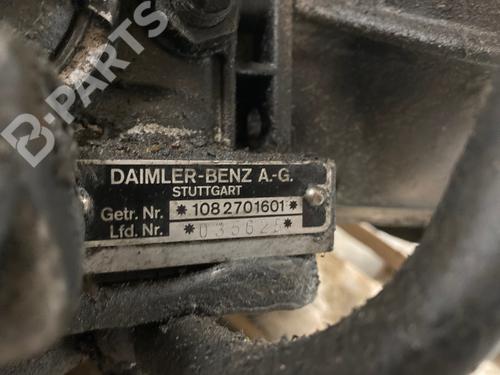 B-PARTS
DAIMLER-BENZ A.-G.
STUTTGART
Getr. Nr. *1082701601*
Lfd. Nr. *035625*